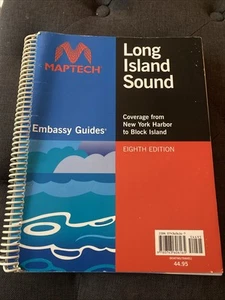 MAPTECH
Long
Island
Sound
Coverage from
New York Harbor
to Block Island
Embassy Guides
EIGHTH EDITION
44.95